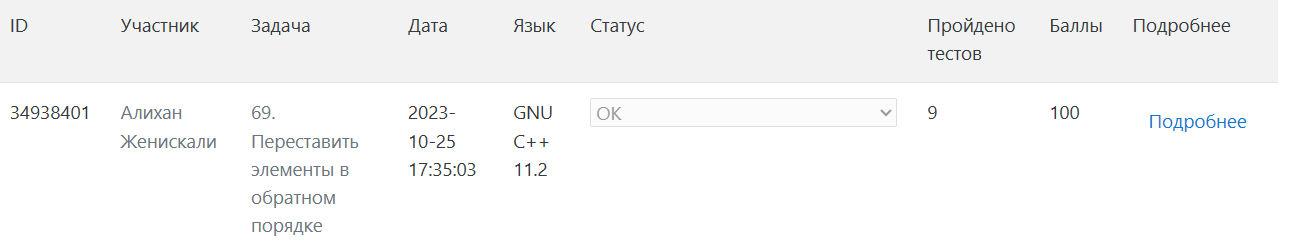 ID Участник Задача Дата Язык Статус Пройдено Баллы Подробнее
тестов
34938401 Алихан 69. 2023- GNU OK 9 100 Подробнее
Женискали Переставить 10-25 C++
элементы в 17:35:03 11.2
обратном
порядке